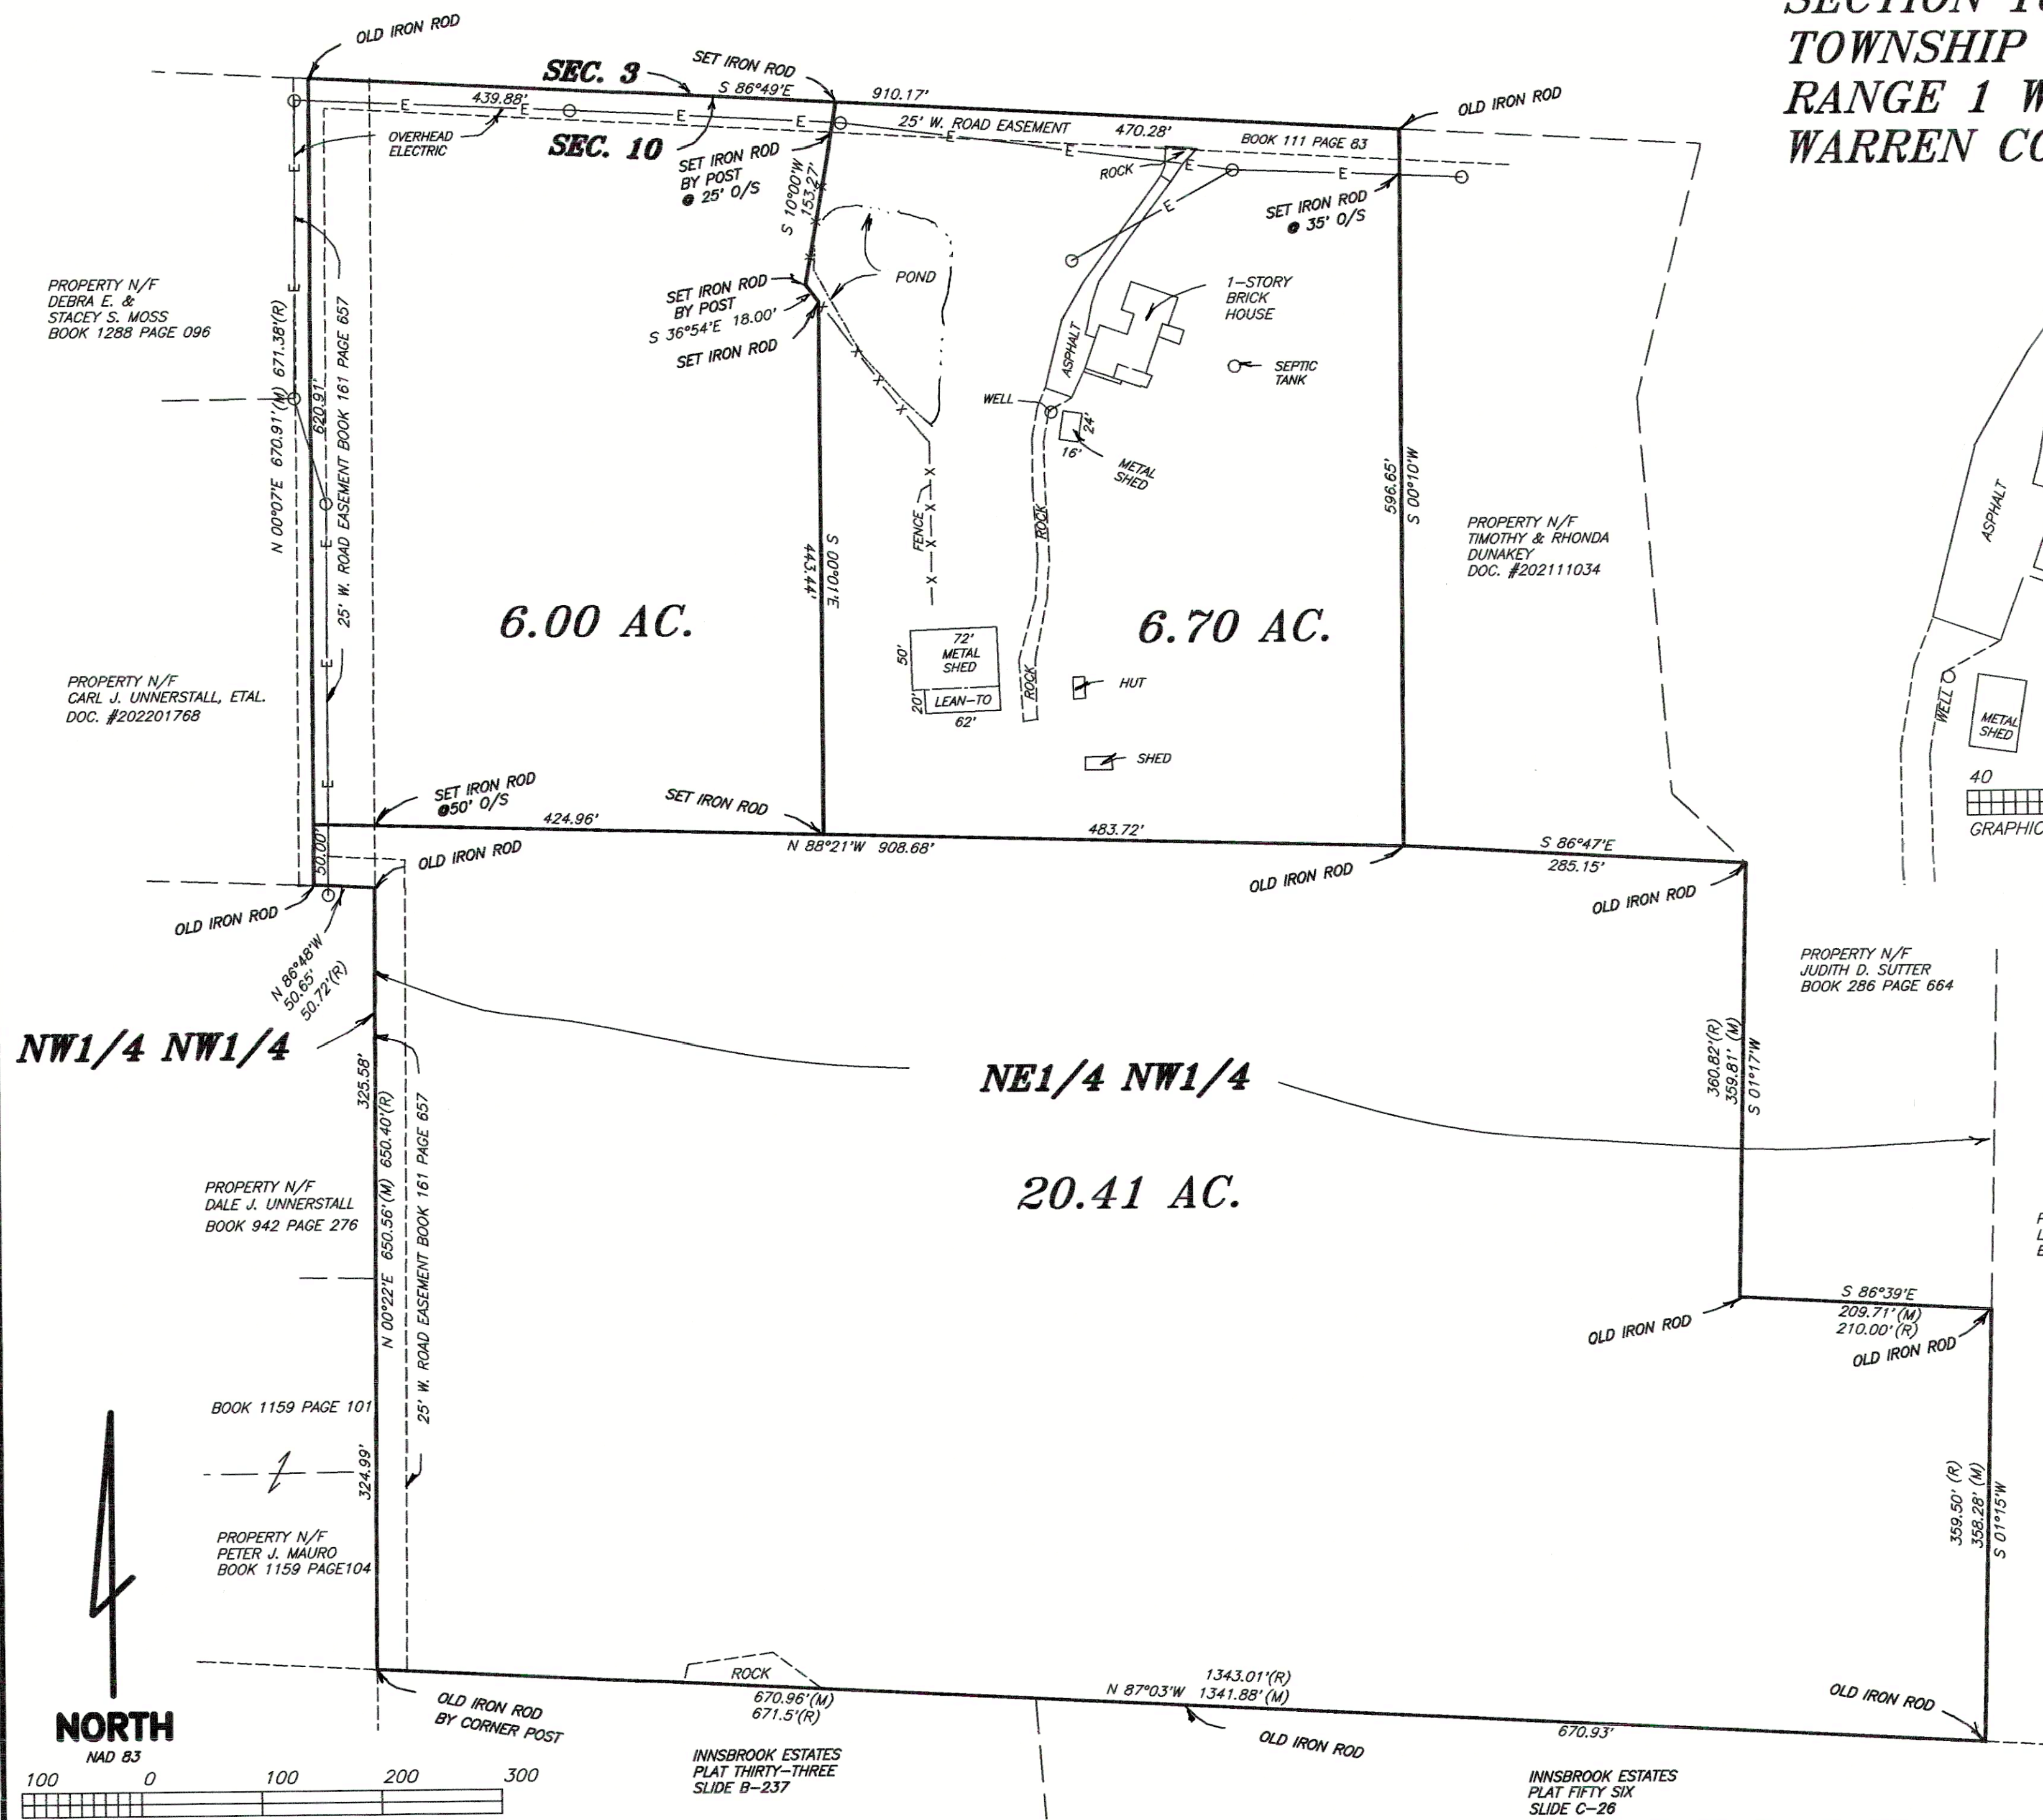 SECTION 10
TOWNSHIP
RANGE 1 W
WARREN CO
OLD IRON ROD
SEC. 3
SET IRON ROD
S 86°49'E
910.17'
OLD IRON ROD
439.88'
OVERHEAD
ELECTRIC
SEC. 10
25' W. ROAD EASEMENT
470.28'
BOOK 111 PAGE 83
SET IRON ROD
BY POST
@ 25' O/S
S 10°00'W
153.27'
ROCK
SET IRON ROD
@ 35' O/S
PROPERTY N/F
DEBRA E. &
STACEY S. MOSS
BOOK 1288 PAGE 096
N 00°07'E 670.91'(M) 671.38'(R)
620.91'
25' W. ROAD EASEMENT BOOK 161 PAGE 657
SET IRON ROD
BY POST
S 36°54'E 18.00'
SET IRON ROD
POND
1-STORY
BRICK
HOUSE
ASPHALT
SEPTIC
TANK
WELL
24'
16'
METAL
SHED
FENCE
ROCK
596.65'
S 00°10'W
S 00°01'E
443.44'
PROPERTY N/F
TIMOTHY & RHONDA
DUNAKEY
DOC. #202111034
ASPHALT
6.00 AC.
6.70 AC.
72'
METAL
SHED
50'
20'
LEAN-TO
62'
ROCK
HUT
SHED
PROPERTY N/F
CARL J. UNNERSTALL, ETAL.
DOC. #202201768
WELL
METAL
SHED
40
GRAPHIC
SET IRON ROD
@50' O/S
424.96'
SET IRON ROD
483.72'
N 88°21'W 908.68'
50.00'
OLD IRON ROD
OLD IRON ROD
S 86°47'E
285.15'
OLD IRON ROD
OLD IRON ROD
N 86°48'W
50.65'
50.72'(R)
PROPERTY N/F
JUDITH D. SUTTER
BOOK 286 PAGE 664
NW1/4 NW1/4
NE1/4 NW1/4
325.58'
360.82'(R)
359.81' (M)
S 01°17'W
20.41 AC.
PROPERTY N/F
DALE J. UNNERSTALL
BOOK 942 PAGE 276
N 00°22'E 650.56'(M) 650.40'(R)
25' W. ROAD EASEMENT BOOK 161 PAGE 657
S 86°39'E
209.71'(M)
210.00'(R)
OLD IRON ROD
OLD IRON ROD
BOOK 1159 PAGE 101
324.99'
359.50' (R)
358.28' (M)
S 01°15'W
PROPERTY N/F
PETER J. MAURO
BOOK 1159 PAGE104
ROCK
670.96'(M)
671.5'(R)
1343.01'(R)
N 87°03'W 1341.88'(M)
OLD IRON ROD
670.93'
OLD IRON ROD
OLD IRON ROD
BY CORNER POST
NORTH
NAD 83
100 0 100 200 300
INNSBROOK ESTATES
PLAT THIRTY-THREE
SLIDE B-237
INNSBROOK ESTATES
PLAT FIFTY SIX
SLIDE C-26